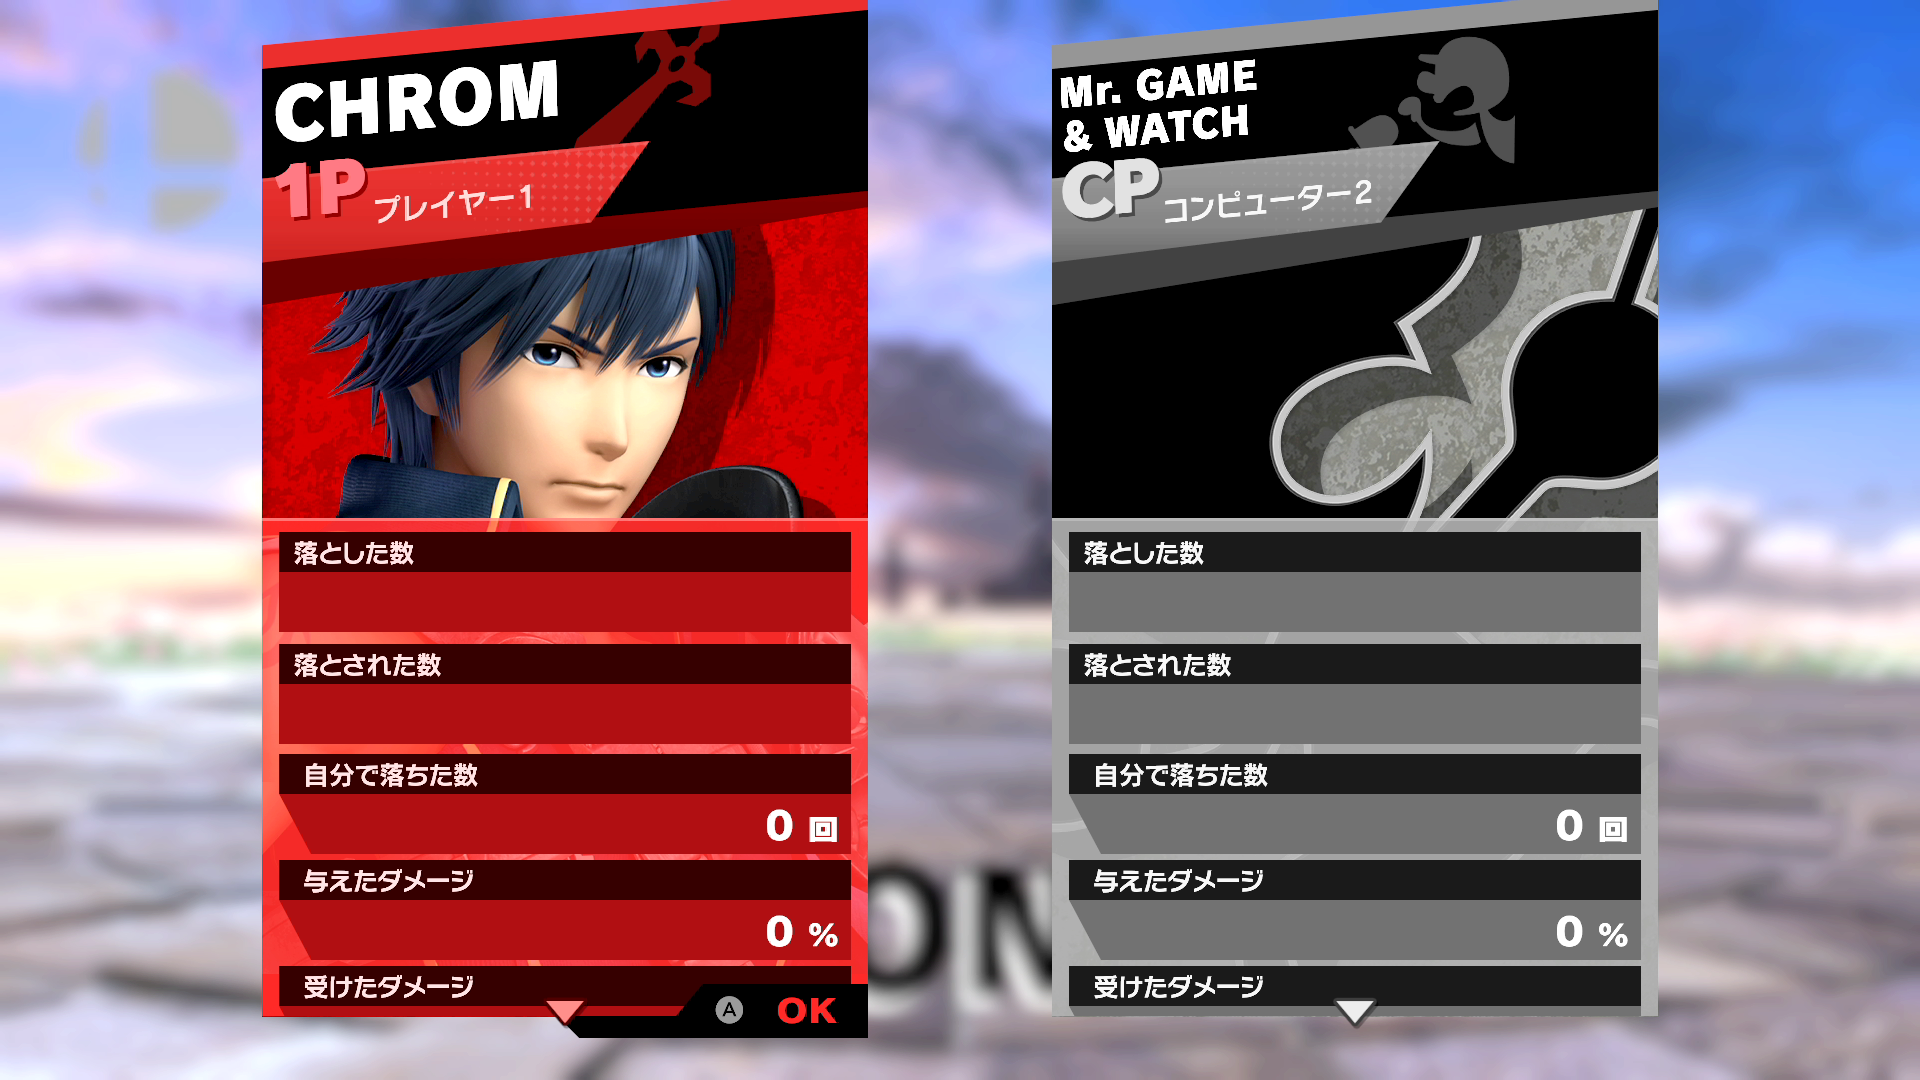 CHROM
1P プレイヤー1
落とした数
落とされた数
自分で落ちた数
0 回
与えたダメージ
0 %
受けたダメージ
A OK
Mr. GAME
& WATCH
CP コンピューター2
落とした数
落とされた数
自分で落ちた数
0 回
与えたダメージ
0 %
受けたダメージ